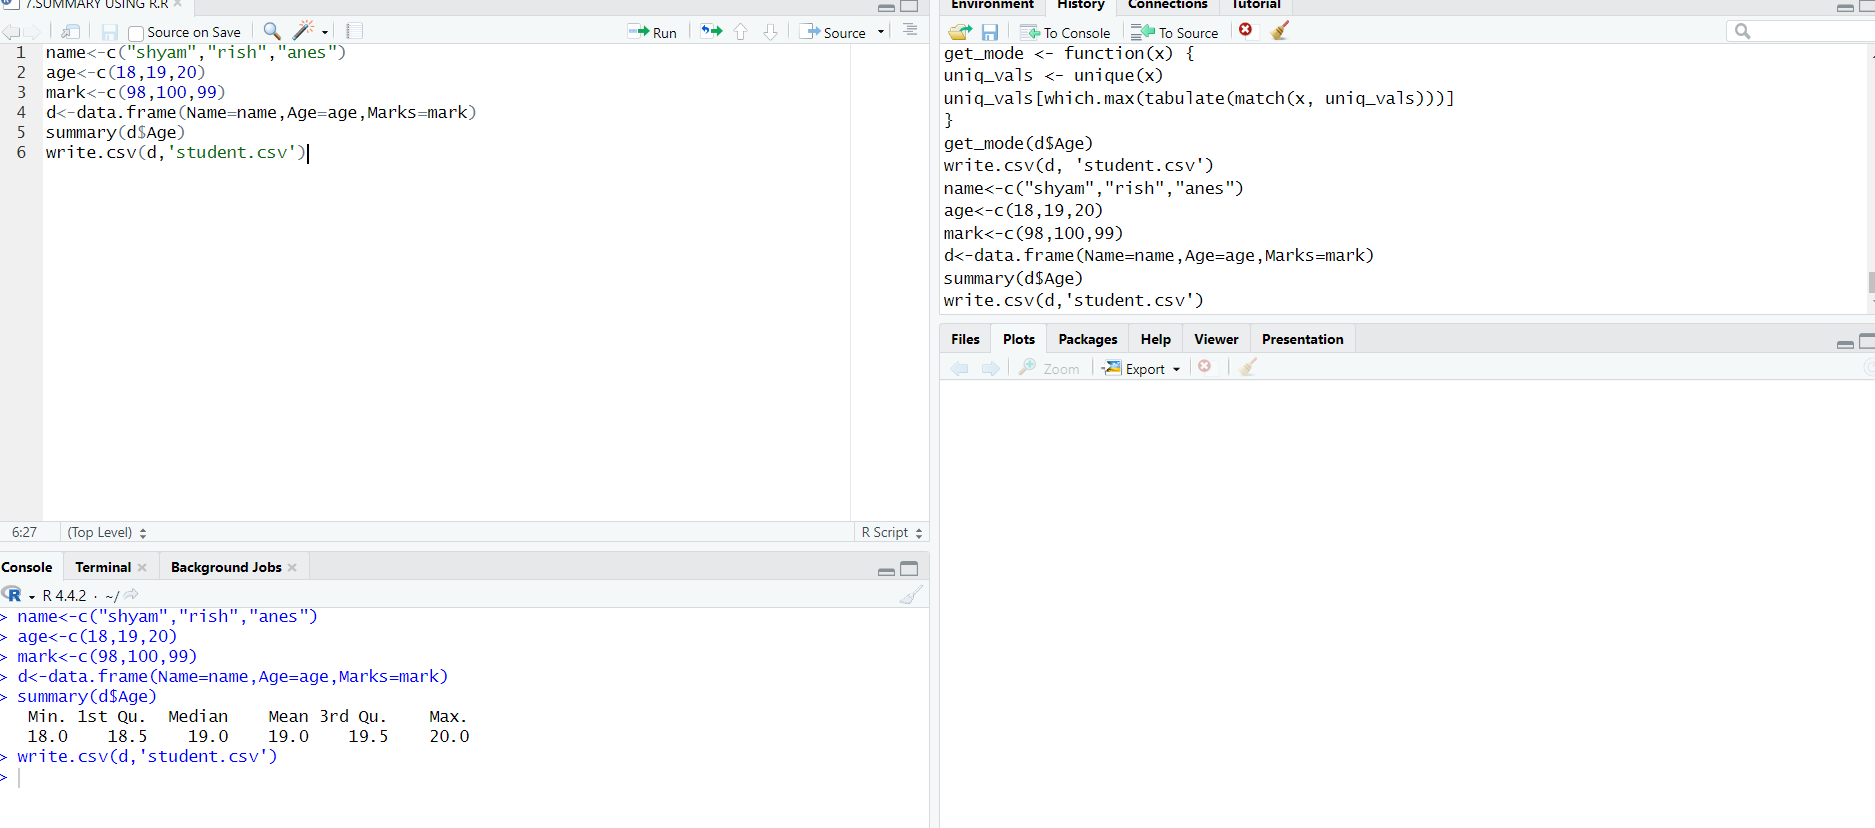 7.SUMMARY USING R.R
Source on Save
Run
Source
1 name<-c("shyam","rish","anes")
2 age<-c(18,19,20)
3 mark<-c(98,100,99)
4 d<-data.frame(Name=name,Age=age,Marks=mark)
5 summary(d$Age)
6 write.csv(d,'student.csv')
6:27 (Top Level) R Script
Console Terminal Background Jobs
R R 4.4.2 · ~/
> name<-c("shyam","rish","anes")
> age<-c(18,19,20)
> mark<-c(98,100,99)
> d<-data.frame(Name=name,Age=age,Marks=mark)
> summary(d$Age)
Min. 1st Qu. Median Mean 3rd Qu. Max.
18.0 18.5 19.0 19.0 19.5 20.0
> write.csv(d,'student.csv')
>
Environment History Connections Tutorial
To Console To Source
get_mode <- function(x) {
uniq_vals <- unique(x)
uniq_vals[which.max(tabulate(match(x, uniq_vals)))]
}
get_mode(d$Age)
write.csv(d, 'student.csv')
name<-c("shyam","rish","anes")
age<-c(18,19,20)
mark<-c(98,100,99)
d<-data.frame(Name=name,Age=age,Marks=mark)
summary(d$Age)
write.csv(d,'student.csv')
Files Plots Packages Help Viewer Presentation
Zoom Export